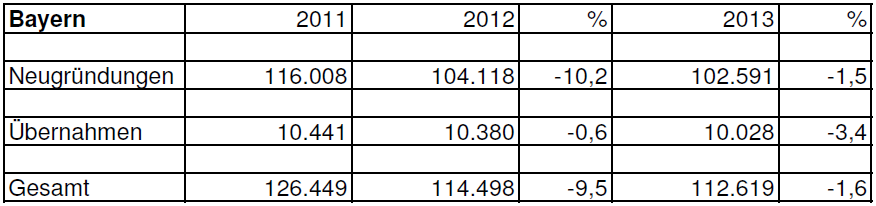 Bayern 2011 2012 % 2013 %
Neugründungen 116.008 104.118 -10,2 102.591 -1,5
Übernahmen 10.441 10.380 -0,6 10.028 -3,4
Gesamt 126.449 114.498 -9,5 112.619 -1,6